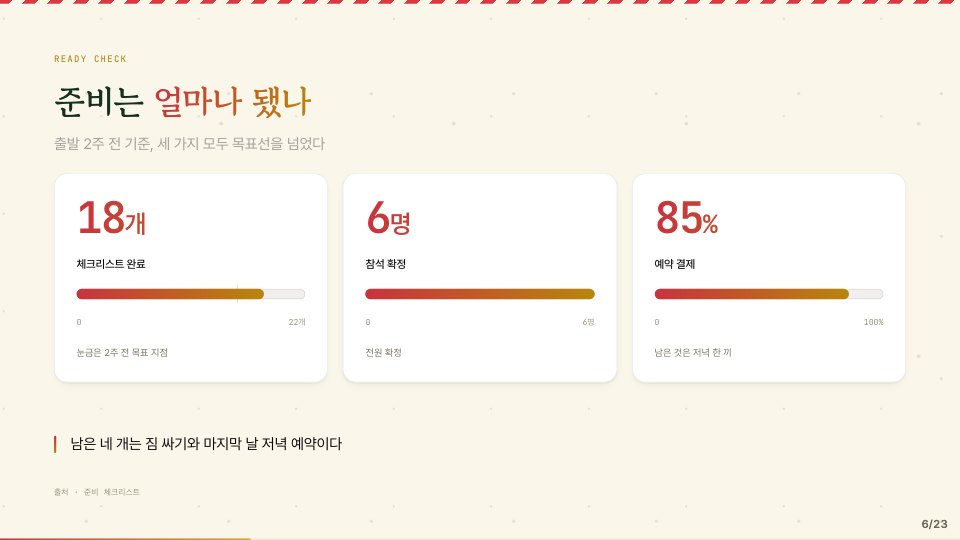 READY CHECK
준비는 얼마나 됐나
출발 2주 전 기준, 세 가지 모두 목표선을 넘었다
18개
체크리스트 완료
0 22개
눈금은 2주 전 목표 지점
6명
참석 확정
0 6명
전원 확정
85%
예약 결제
0 100%
남은 것은 저녁 한 끼
남은 네 개는 짐 싸기와 마지막 날 저녁 예약이다
출처 · 준비 체크리스트
6/23